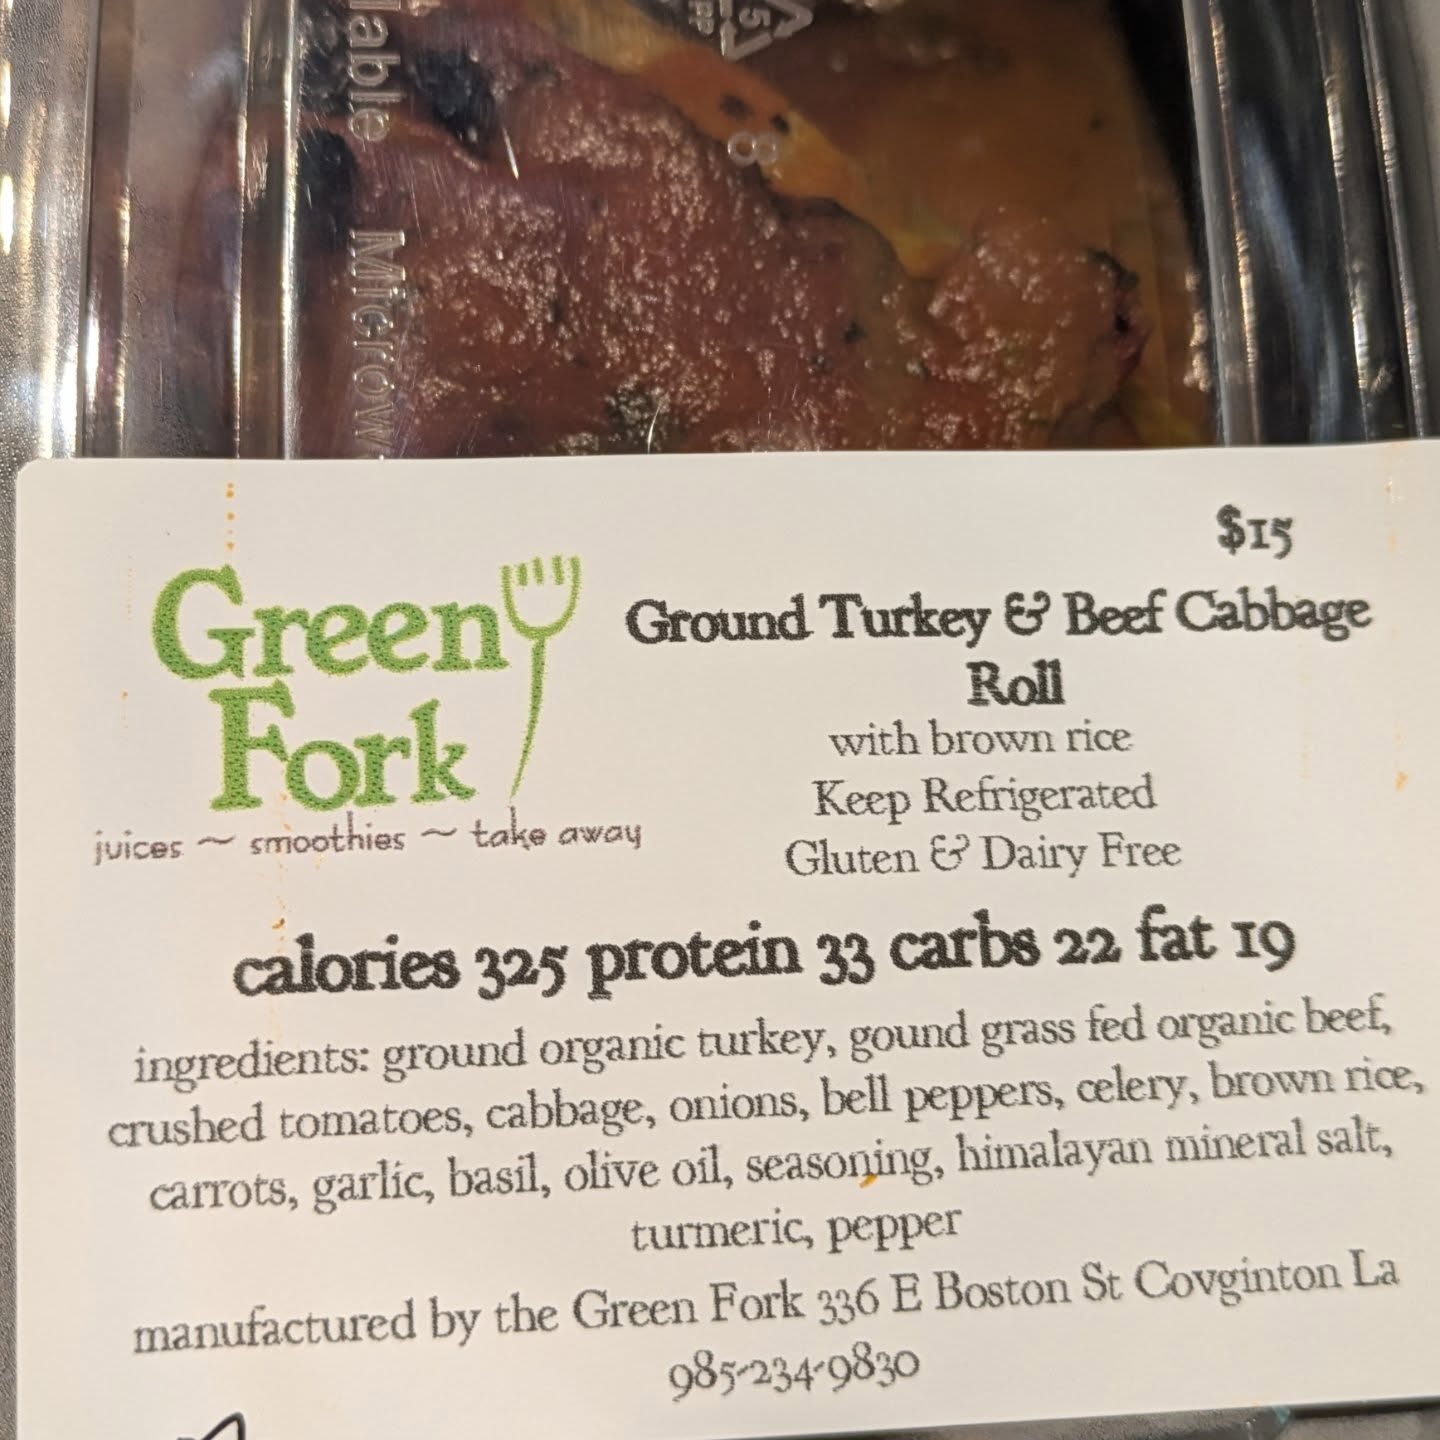 lable Microw
5
PP
8
$15
Green
Fork
juices ~ smoothies ~ take away
Ground Turkey & Beef Cabbage
Roll
with brown rice
Keep Refrigerated
Gluten & Dairy Free
calories 325 protein 33 carbs 22 fat 19
ingredients: ground organic turkey, gound grass fed organic beef,
crushed tomatoes, cabbage, onions, bell peppers, celery, brown rice,
carrots, garlic, basil, olive oil, seasoning, himalayan mineral salt,
turmeric, pepper
manufactured by the Green Fork 336 E Boston St Covginton La
985-234-9830